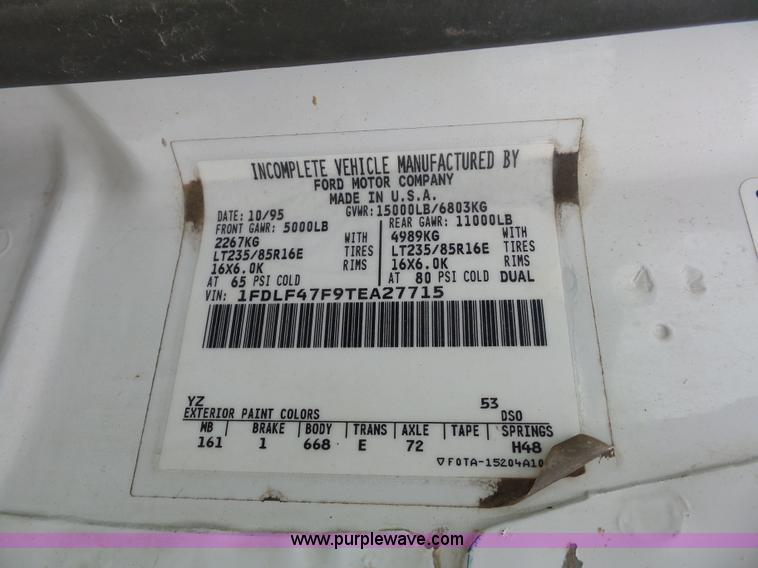 INCOMPLETE VEHICLE MANUFACTURED BY
FORD MOTOR COMPANY
MADE IN U.S.A.
DATE: 10/95 GVWR: 15000LB/6803KG
FRONT GAWR: 5000LB REAR GAWR: 11000LB
2267KG WITH 4989KG WITH
LT235/85R16E TIRES LT235/85R16E TIRES
16X6.0K RIMS 16X6.0K RIMS
AT 65 PSI COLD AT 80 PSI COLD DUAL
VIN: 1FDLF47F9TEA27715
YZ 53
EXTERIOR PAINT COLORS DSO
MB BRAKE BODY TRANS AXLE TAPE SPRINGS
161 1 668 E 72 H48
▽F0TA-15204A10
www.purplewave.com